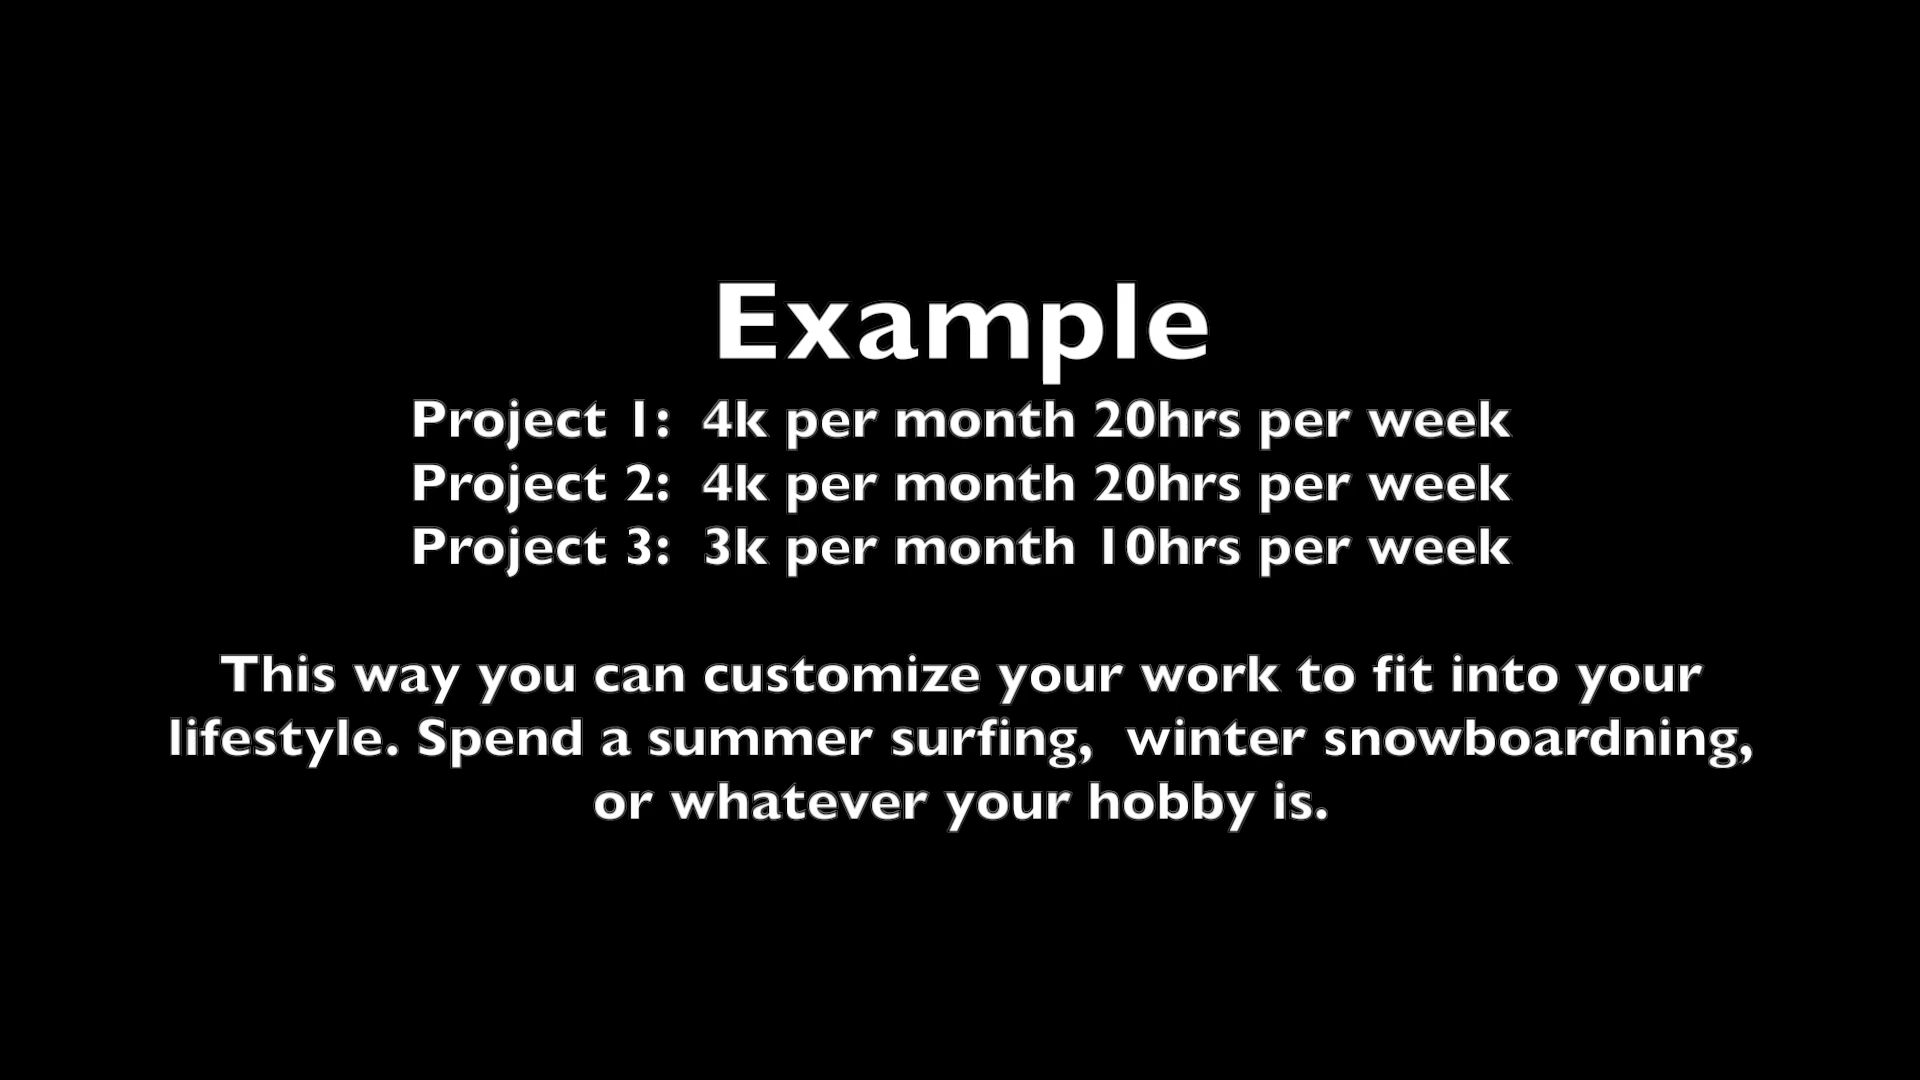 Example
Project 1:  4k per month 20hrs per week
Project 2:  4k per month 20hrs per week
Project 3:  3k per month 10hrs per week
This way you can customize your work to fit into your
lifestyle. Spend a summer surfing,  winter snowboardning,
or whatever your hobby is.